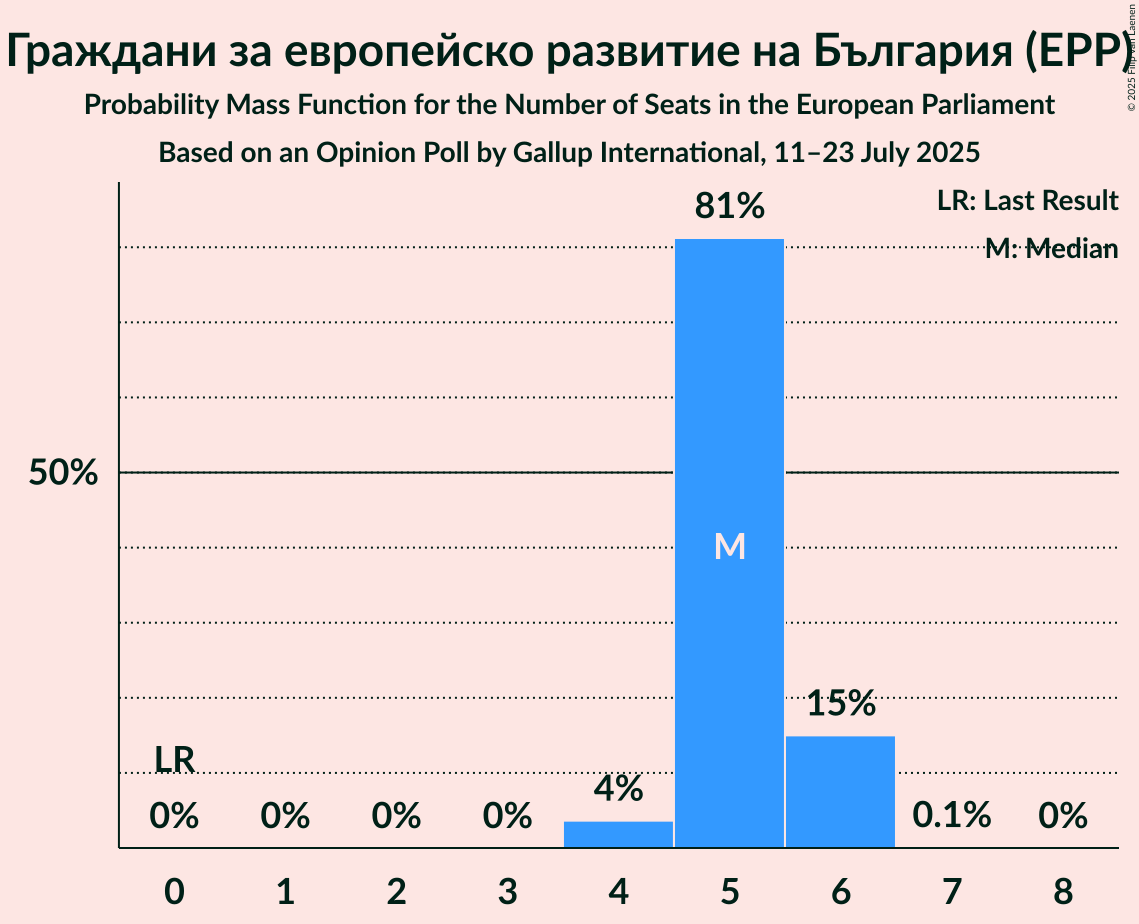 Граждани за европейско развитие на България (EPP)
© 2025 Filip van Laenen
Probability Mass Function for the Number of Seats in the European Parliament
Based on an Opinion Poll by Gallup International, 11–23 July 2025
LR: Last Result
M: Median
81%
50%
M
15%
LR
4%
0% 0% 0% 0% 0.1% 0%
0 1 2 3 4 5 6 7 8